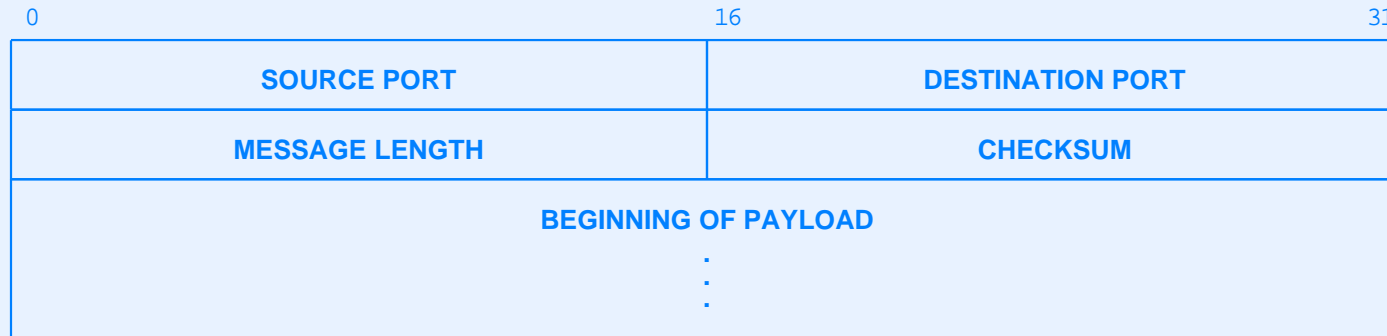 0 16 31
SOURCE PORT DESTINATION PORT
MESSAGE LENGTH CHECKSUM
BEGINNING OF PAYLOAD
.
.
.